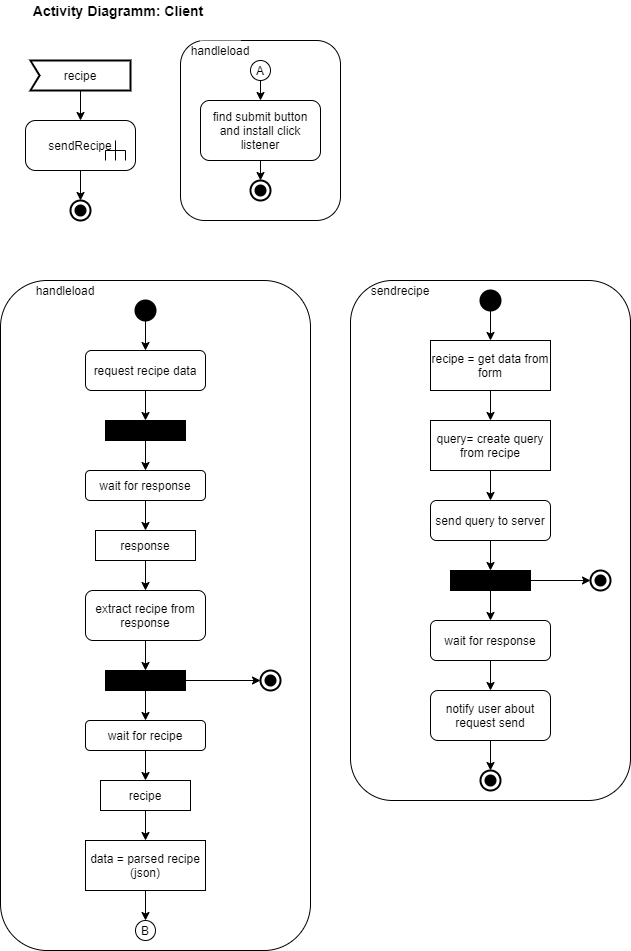 Activity Diagramm: Client
recipe
sendRecipe
handleload
A
find submit button
and install click
listener
handleload
request recipe data
wait for response
response
extract recipe from
response
wait for recipe
recipe
data = parsed recipe
(json)
B
sendrecipe
recipe = get data from
form
query= create query
from recipe
send query to server
wait for response
notify user about
request send